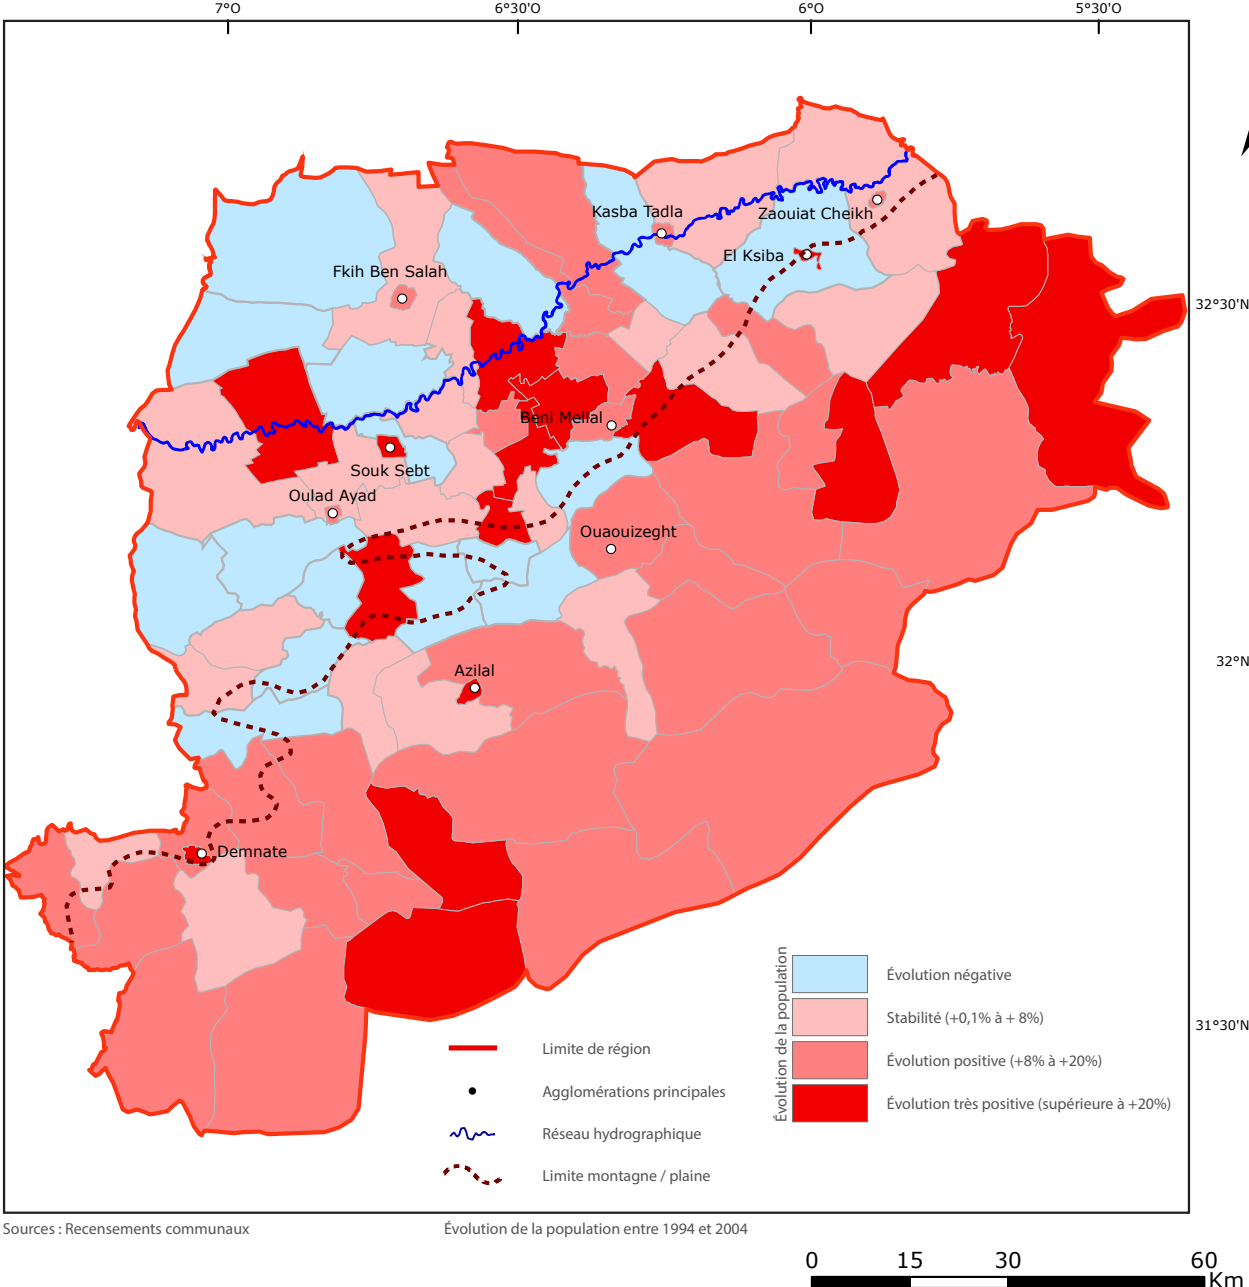 7°O
6°30'O
6°O
5°30'O
Kasba Tadla
Zaouiat Cheikh
El Ksiba
Fkih Ben Salah
32°30'N
Beni Mellal
Souk Sebt
Oulad Ayad
Ouaouizeght
32°N
Azilal
Demnate
Évolution de la population
Évolution négative
Stabilité (+0,1% à + 8%)
Évolution positive (+8% à +20%)
Évolution très positive (supérieure à +20%)
31°30'N
Limite de région
Agglomérations principales
Réseau hydrographique
Limite montagne / plaine
Sources : Recensements communaux
Évolution de la population entre 1994 et 2004
0 15 30 60
Km